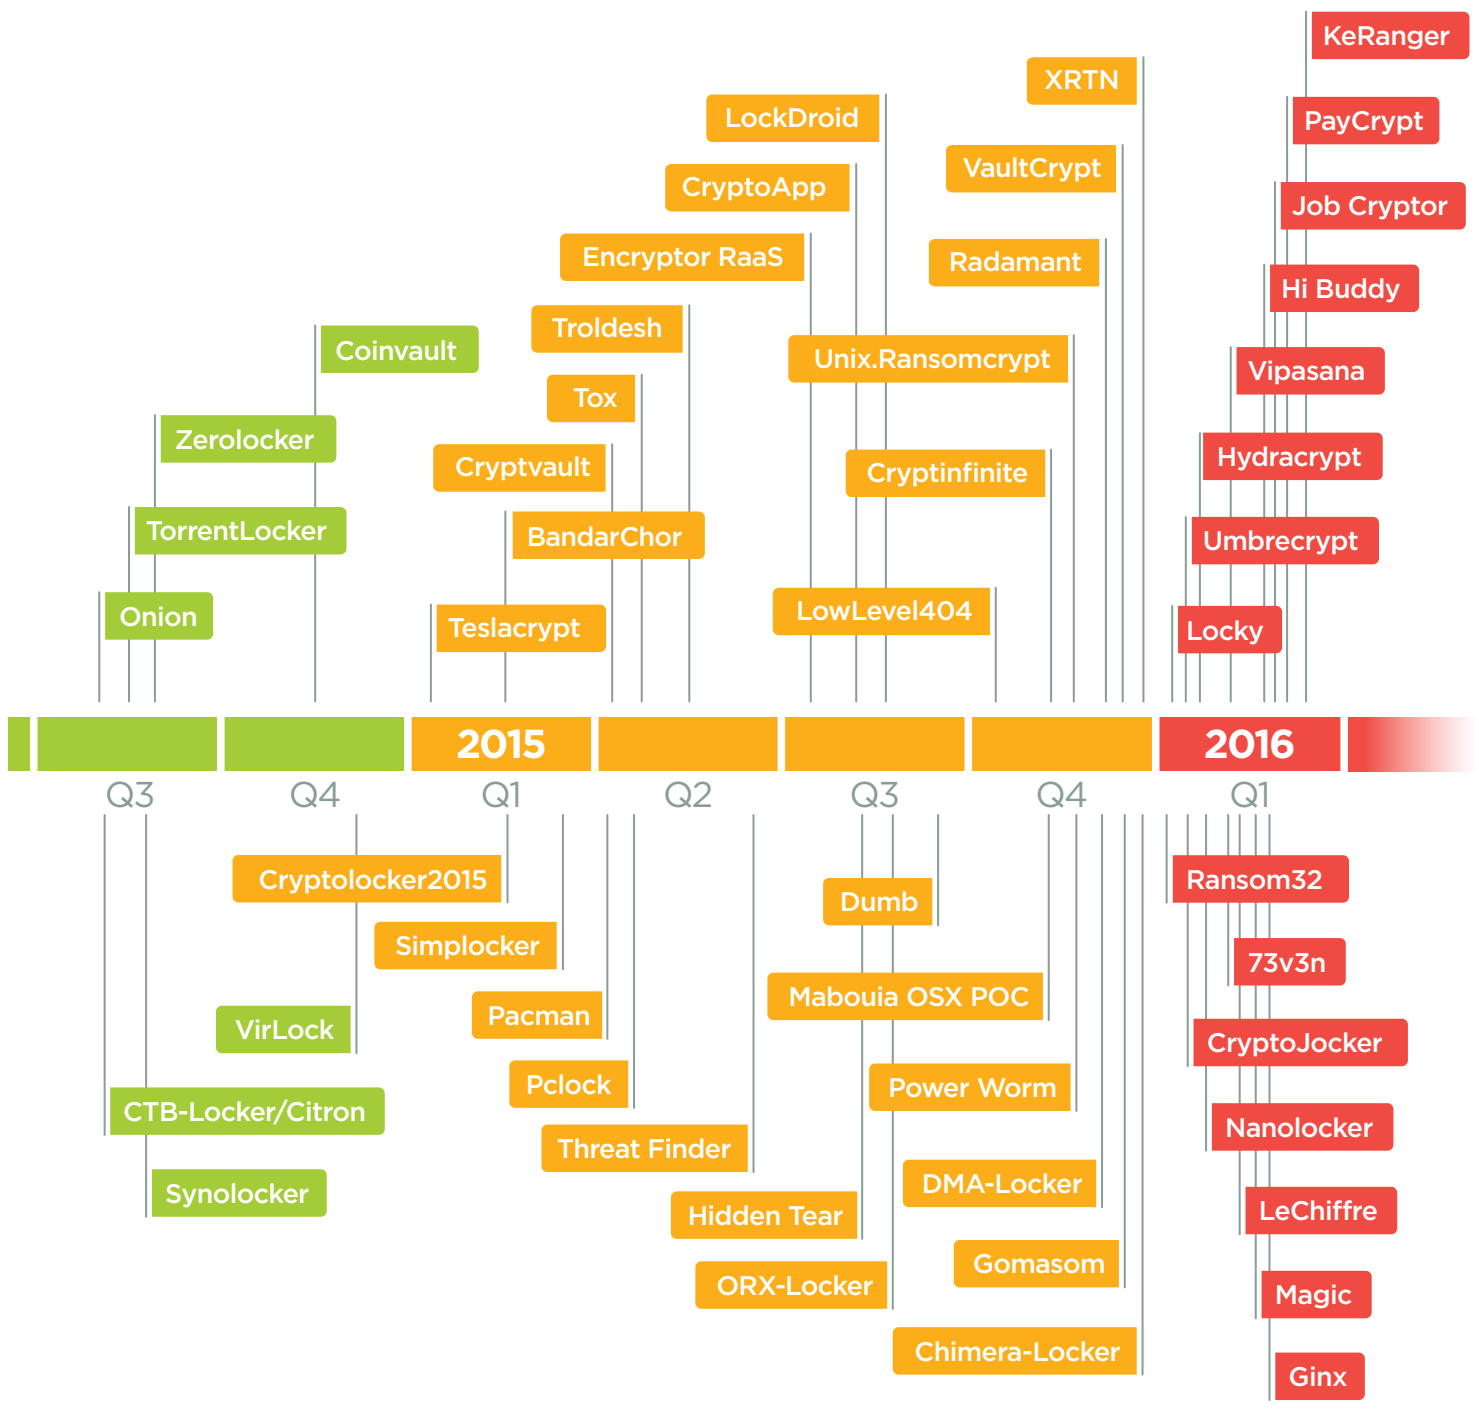 KeRanger
XRTN
LockDroid
PayCrypt
VaultCrypt
CryptoApp
Job Cryptor
Encryptor RaaS
Radamant
Hi Buddy
Troldesh
Coinvault
Unix.Ransomcrypt
Vipasana
Tox
Zerolocker
Cryptvault
Cryptinfinite
Hydracrypt
TorrentLocker
BandarChor
Umbrecrypt
Onion
Teslacrypt
LowLevel404
Locky
2015
2016
Q3
Q4
Q1
Q2
Q3
Q4
Q1
Cryptolocker2015
Dumb
Ransom32
Simplocker
73v3n
Pacman
Mabouia OSX POC
VirLock
CryptoJocker
Pclock
Power Worm
CTB-Locker/Citron
Nanolocker
Threat Finder
Synolocker
DMA-Locker
Hidden Tear
LeChiffre
Gomasom
ORX-Locker
Magic
Chimera-Locker
Ginx